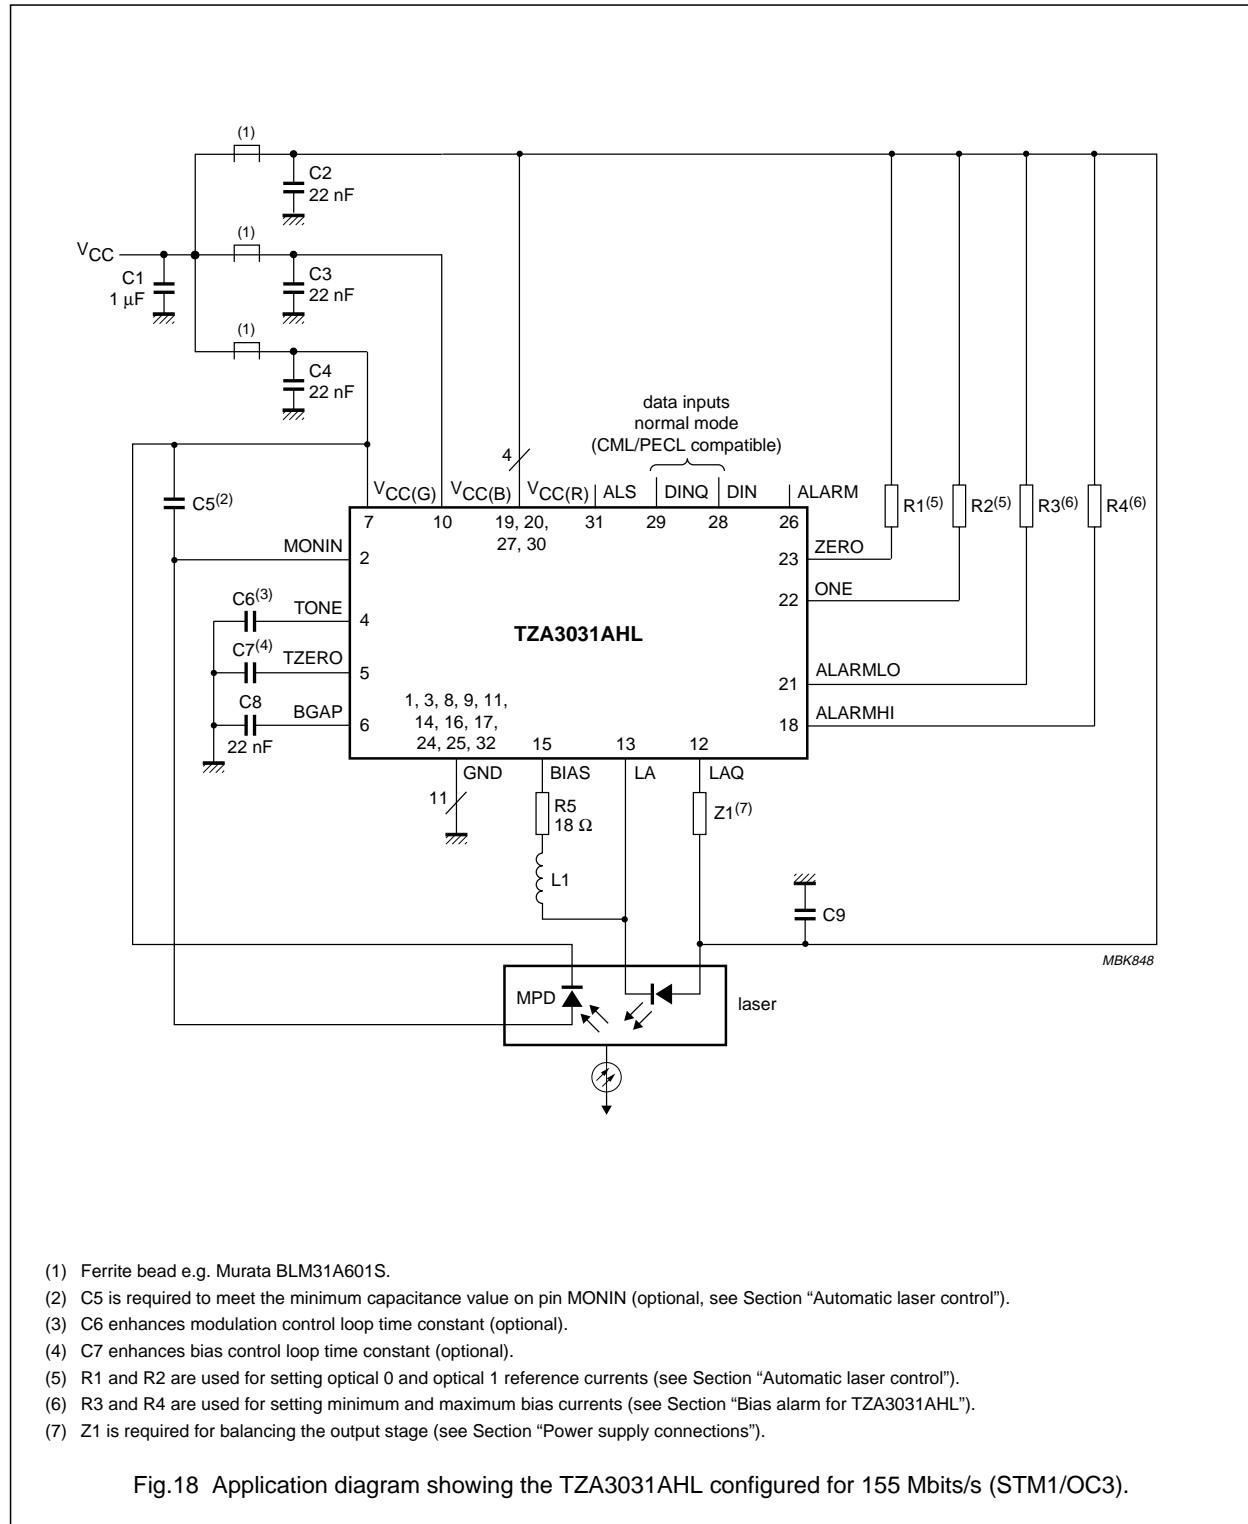 (1)
C2
22 nF
VCC
(1)
C1
1 µF
C3
22 nF
(1)
C4
22 nF
data inputs
normal mode
(CML/PECL compatible)
4
C5(2)
VCC(G)
VCC(B)
VCC(R)
ALS
DINQ
DIN
ALARM
R1(5)
R2(5)
R3(6)
R4(6)
7
10
19, 20,
27, 30
31
29
28
26
MONIN
2
23
ZERO
C6(3)
TONE
4
22
ONE
TZA3031AHL
C7(4)
TZERO
5
21
ALARMLO
C8
22 nF
BGAP
6
1, 3, 8, 9, 11,
14, 16, 17,
24, 25, 32
15
13
12
18
ALARMHI
GND
BIAS
LA
LAQ
11
R5
18 Ω
Z1(7)
L1
C9
MBK848
MPD
laser
(1) Ferrite bead e.g. Murata BLM31A601S.
(2) C5 is required to meet the minimum capacitance value on pin MONIN (optional, see Section “Automatic laser control”).
(3) C6 enhances modulation control loop time constant (optional).
(4) C7 enhances bias control loop time constant (optional).
(5) R1 and R2 are used for setting optical 0 and optical 1 reference currents (see Section “Automatic laser control”).
(6) R3 and R4 are used for setting minimum and maximum bias currents (see Section “Bias alarm for TZA3031AHL”).
(7) Z1 is required for balancing the output stage (see Section “Power supply connections”).
Fig.18 Application diagram showing the TZA3031AHL configured for 155 Mbits/s (STM1/OC3).